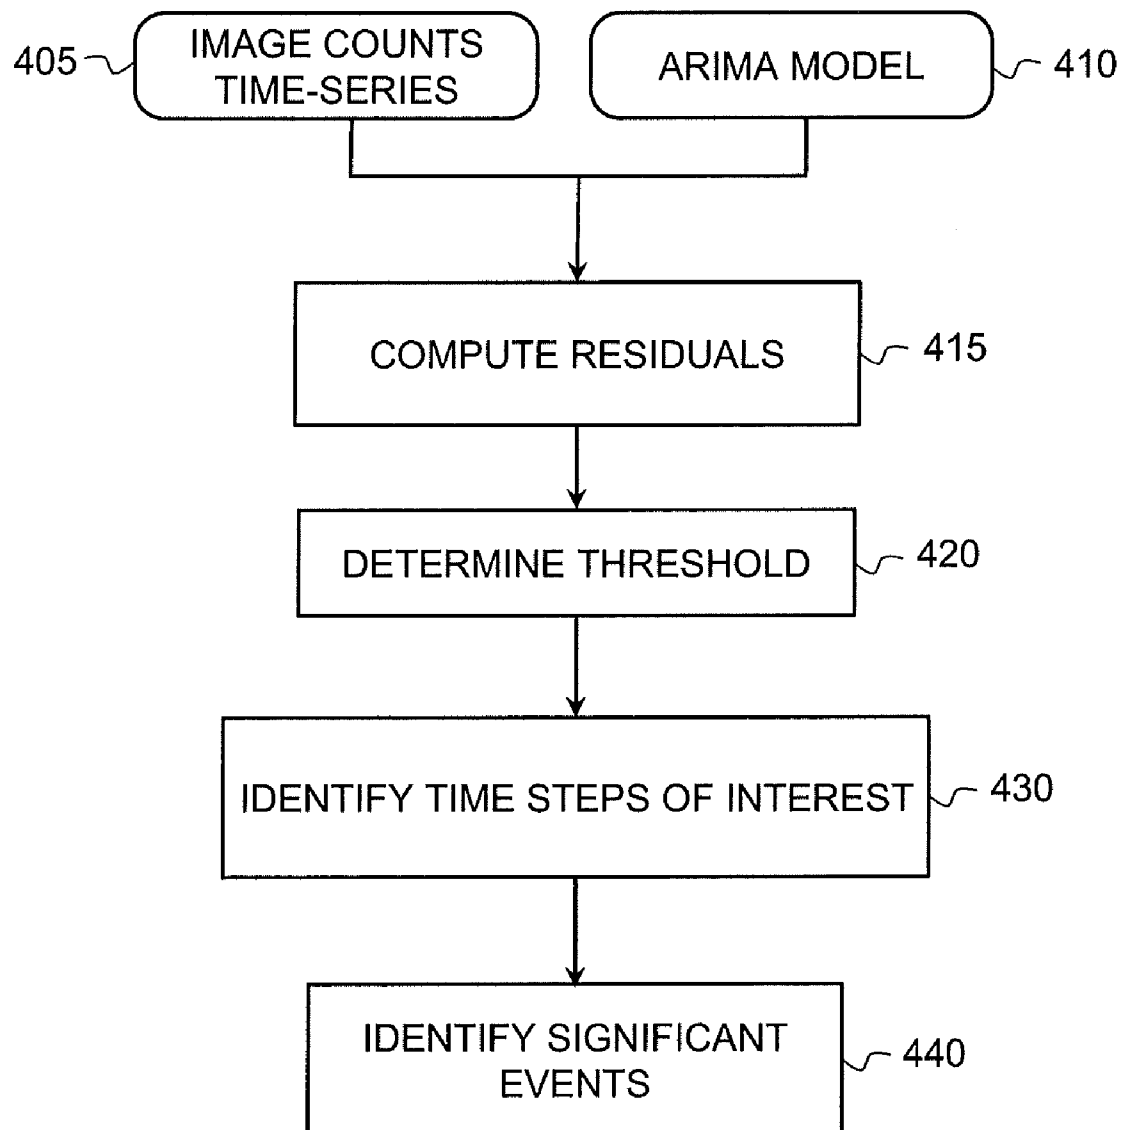 405
IMAGE COUNTS
TIME-SERIES
ARIMA MODEL
410
COMPUTE RESIDUALS
415
DETERMINE THRESHOLD
420
IDENTIFY TIME STEPS OF INTEREST
430
IDENTIFY SIGNIFICANT
EVENTS
440